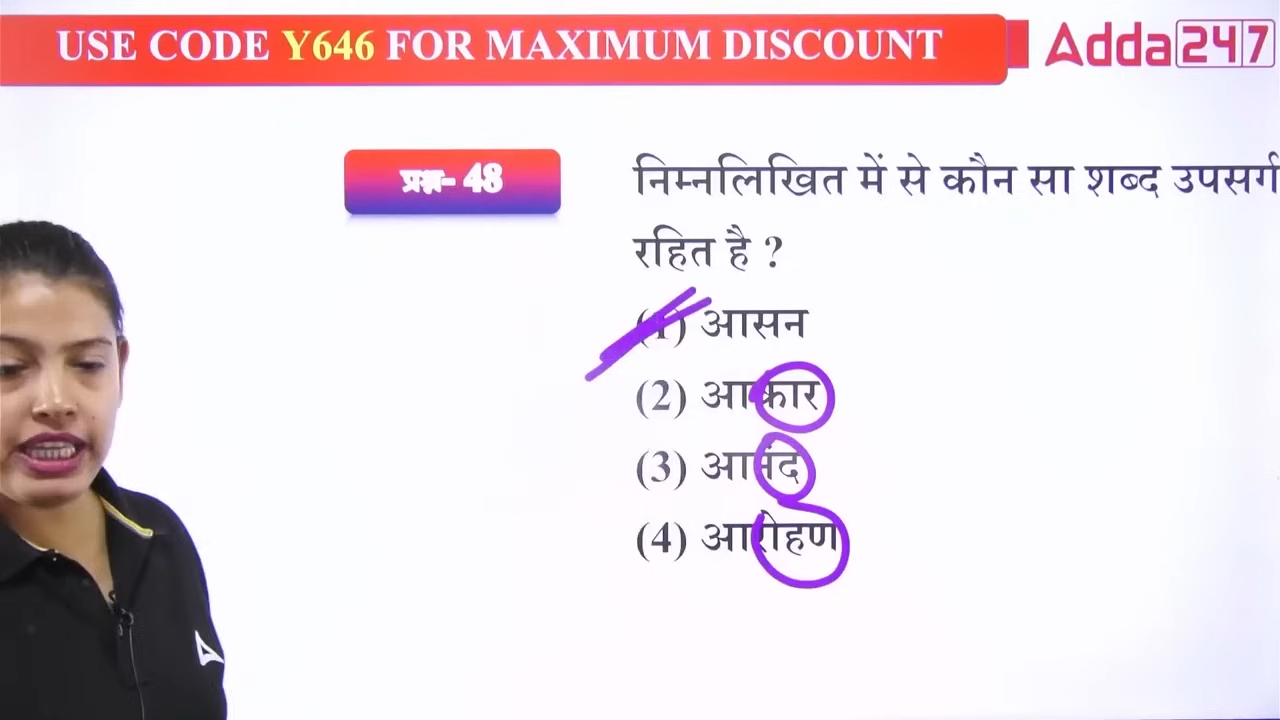 USE CODE Y646 FOR MAXIMUM DISCOUNT
Adda247
प्रश्न- 48
निम्नलिखित में से कौन सा शब्द उपसर्ग
रहित है ?
(1) आसन
(2) आकार
(3) आनंद
(4) आरोहण